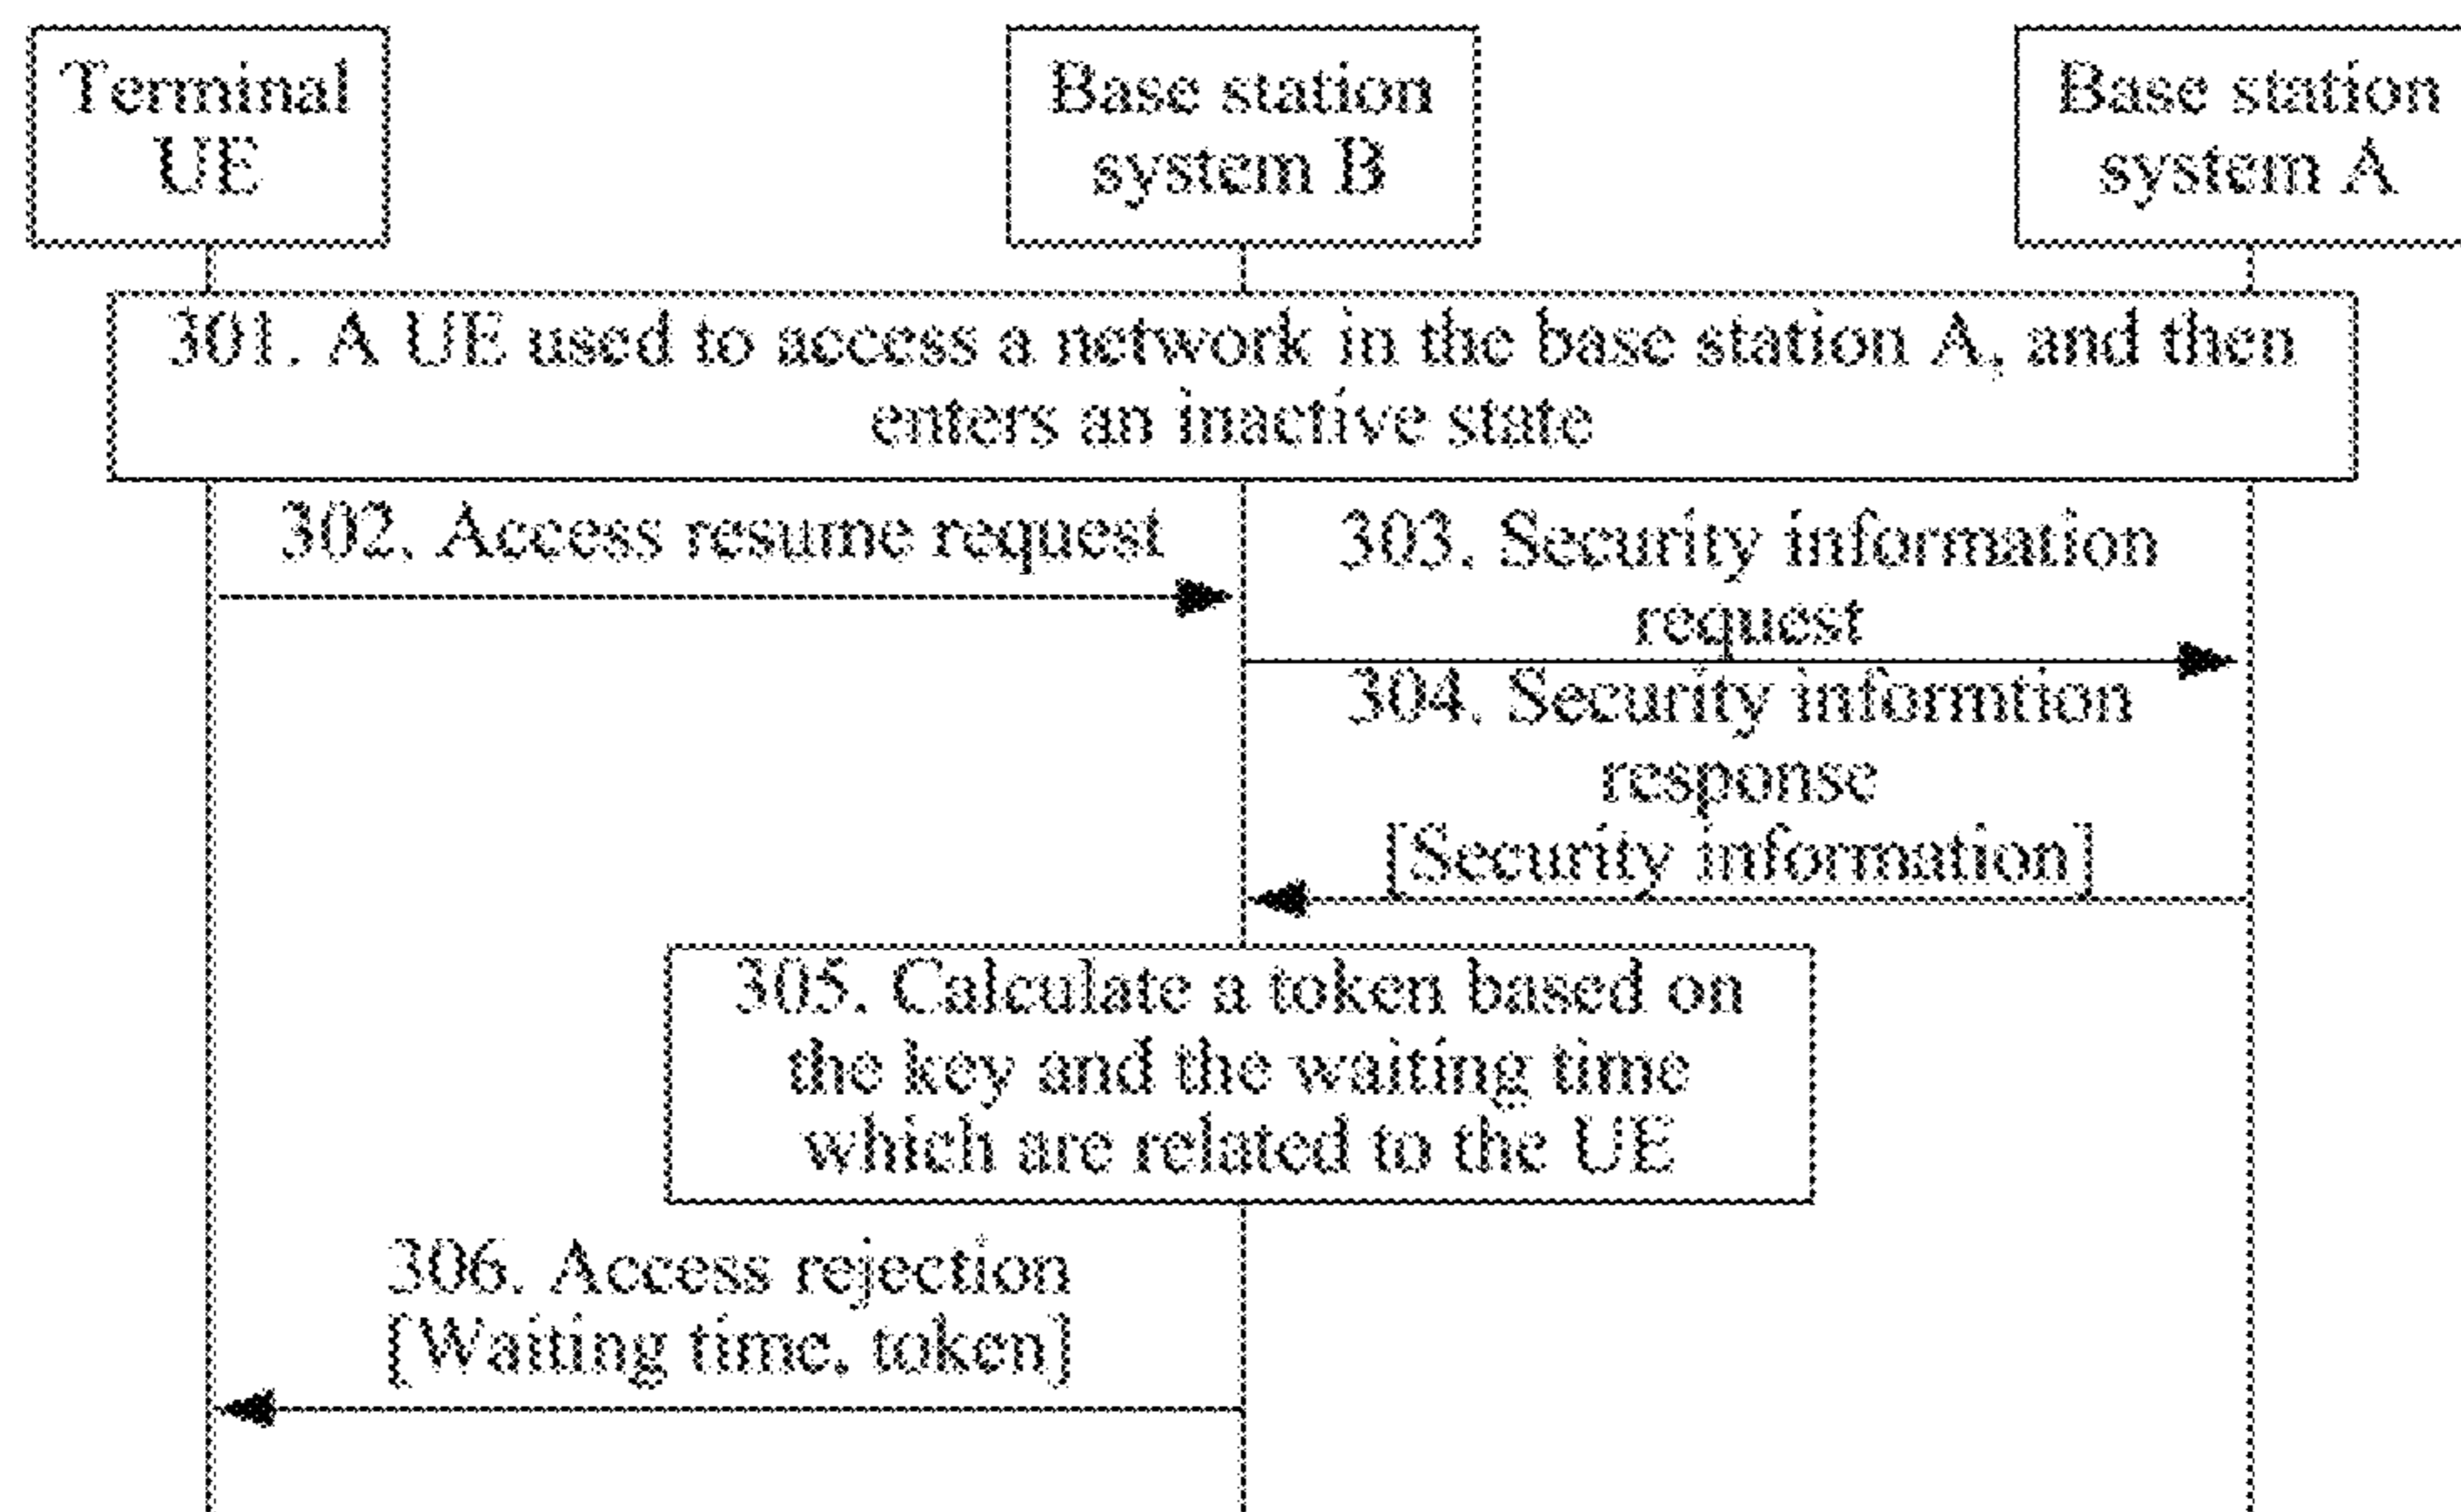 Terminal
UE
Base station
system B
Base station
system A
301. A UE used to access a network in the base station A, and then
enters an inactive state
302. Access resume request
303. Security information
request
304. Security informtion
response
[Security information]
305. Calculate a token based on
the key and the waiting time
which are related to the UE
306. Access rejection
[Waiting time, token]